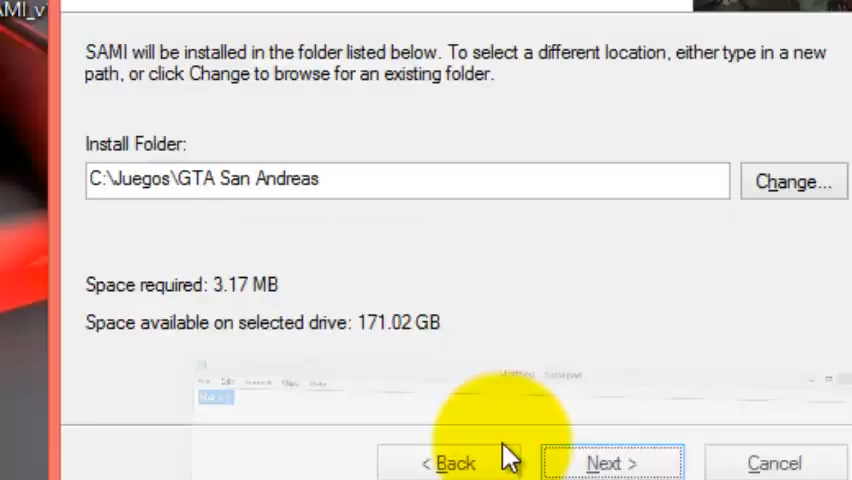 AMI_v
SAMI will be installed in the folder listed below. To select a different location, either type in a new
path, or click Change to browse for an existing folder.
Install Folder:
C:\Juegos\GTA San Andreas
Change...
Space required: 3.17 MB
Space available on selected drive: 171.02 GB
< Back
Next >
Cancel